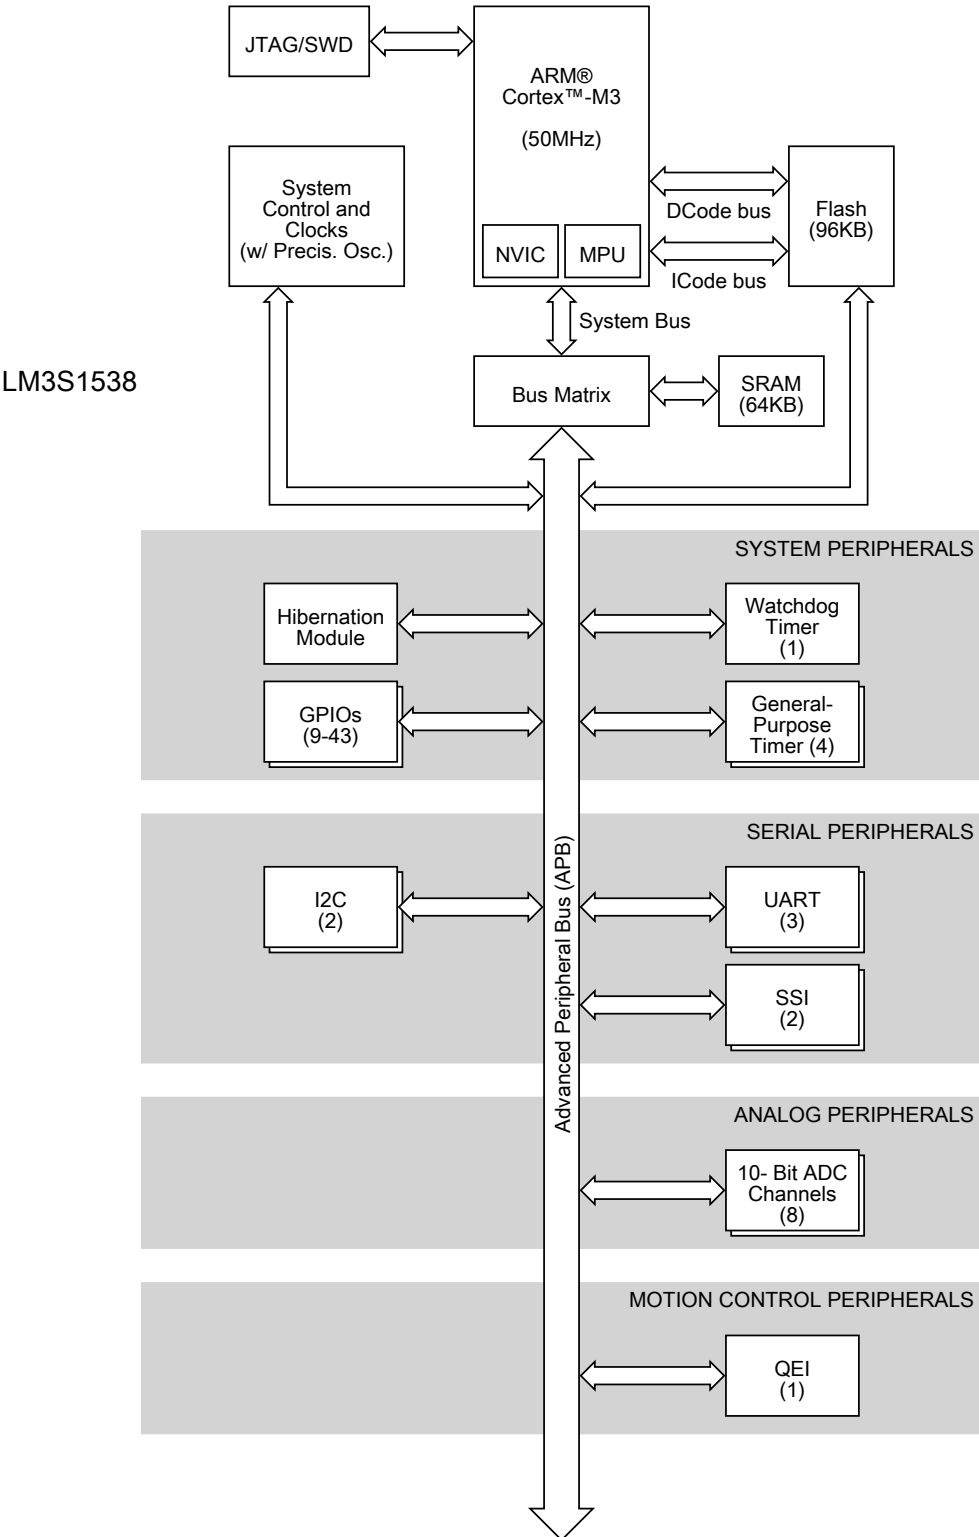 JTAG/SWD
ARM®
Cortex™-M3
(50MHz)
System
Control and
Clocks
(w/ Precis. Osc.)
DCode bus
Flash
(96KB)
NVIC
MPU
ICode bus
System Bus
LM3S1538
Bus Matrix
SRAM
(64KB)
SYSTEM PERIPHERALS
Hibernation
Module
Watchdog
Timer
(1)
GPIOs
(9-43)
General-
Purpose
Timer (4)
Advanced Peripheral Bus (APB)
SERIAL PERIPHERALS
I2C
(2)
UART
(3)
SSI
(2)
ANALOG PERIPHERALS
10- Bit ADC
Channels
(8)
MOTION CONTROL PERIPHERALS
QEI
(1)